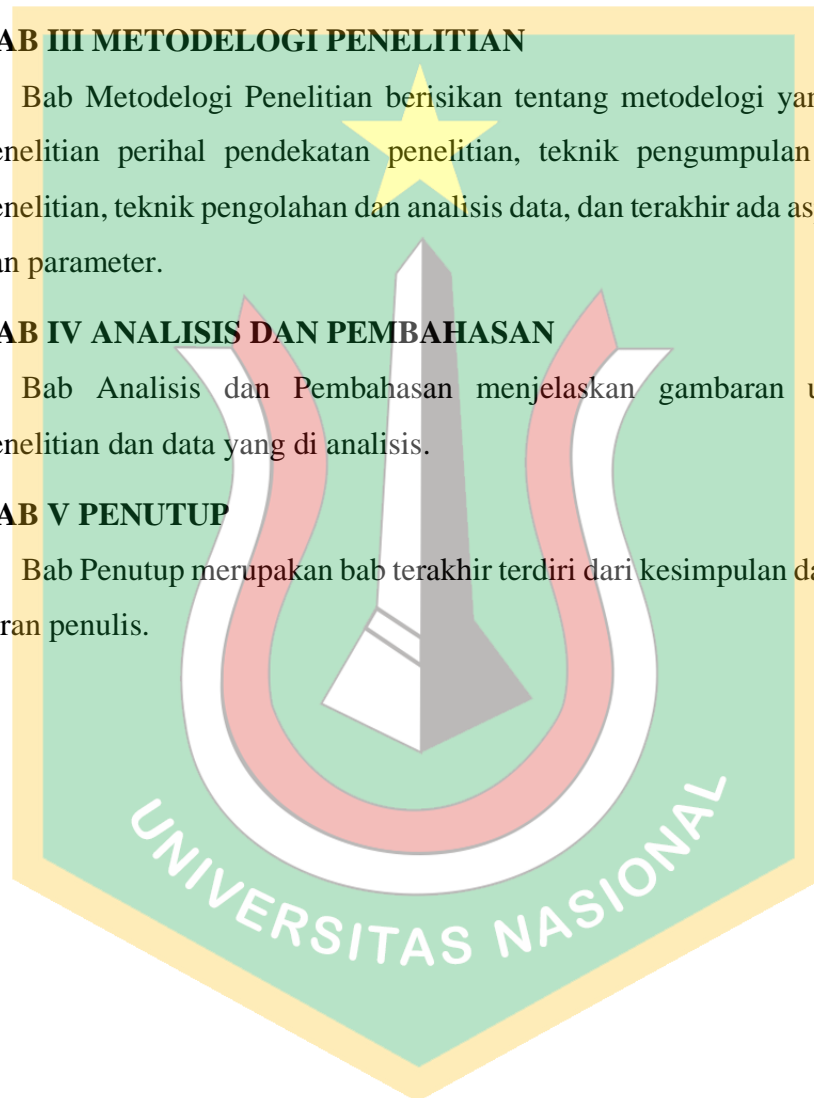 AB III METODELOGI PENELITIAN
Bab Metodelogi Penelitian berisikan tentang metodelogi yan
enelitian perihal pendekatan penelitian, teknik pengumpulan
enelitian, teknik pengolahan dan analisis data, dan terakhir ada as
an parameter.
AB IV ANALISIS DAN PEMBAHASAN
Bab Analisis dan Pembahasan menjelaskan gambaran u
enelitian dan data yang di analisis.
AB V PENUTUP
Bab Penutup merupakan bab terakhir terdiri dari kesimpulan da
ran penulis.
UNIVERSITAS NASIONAL